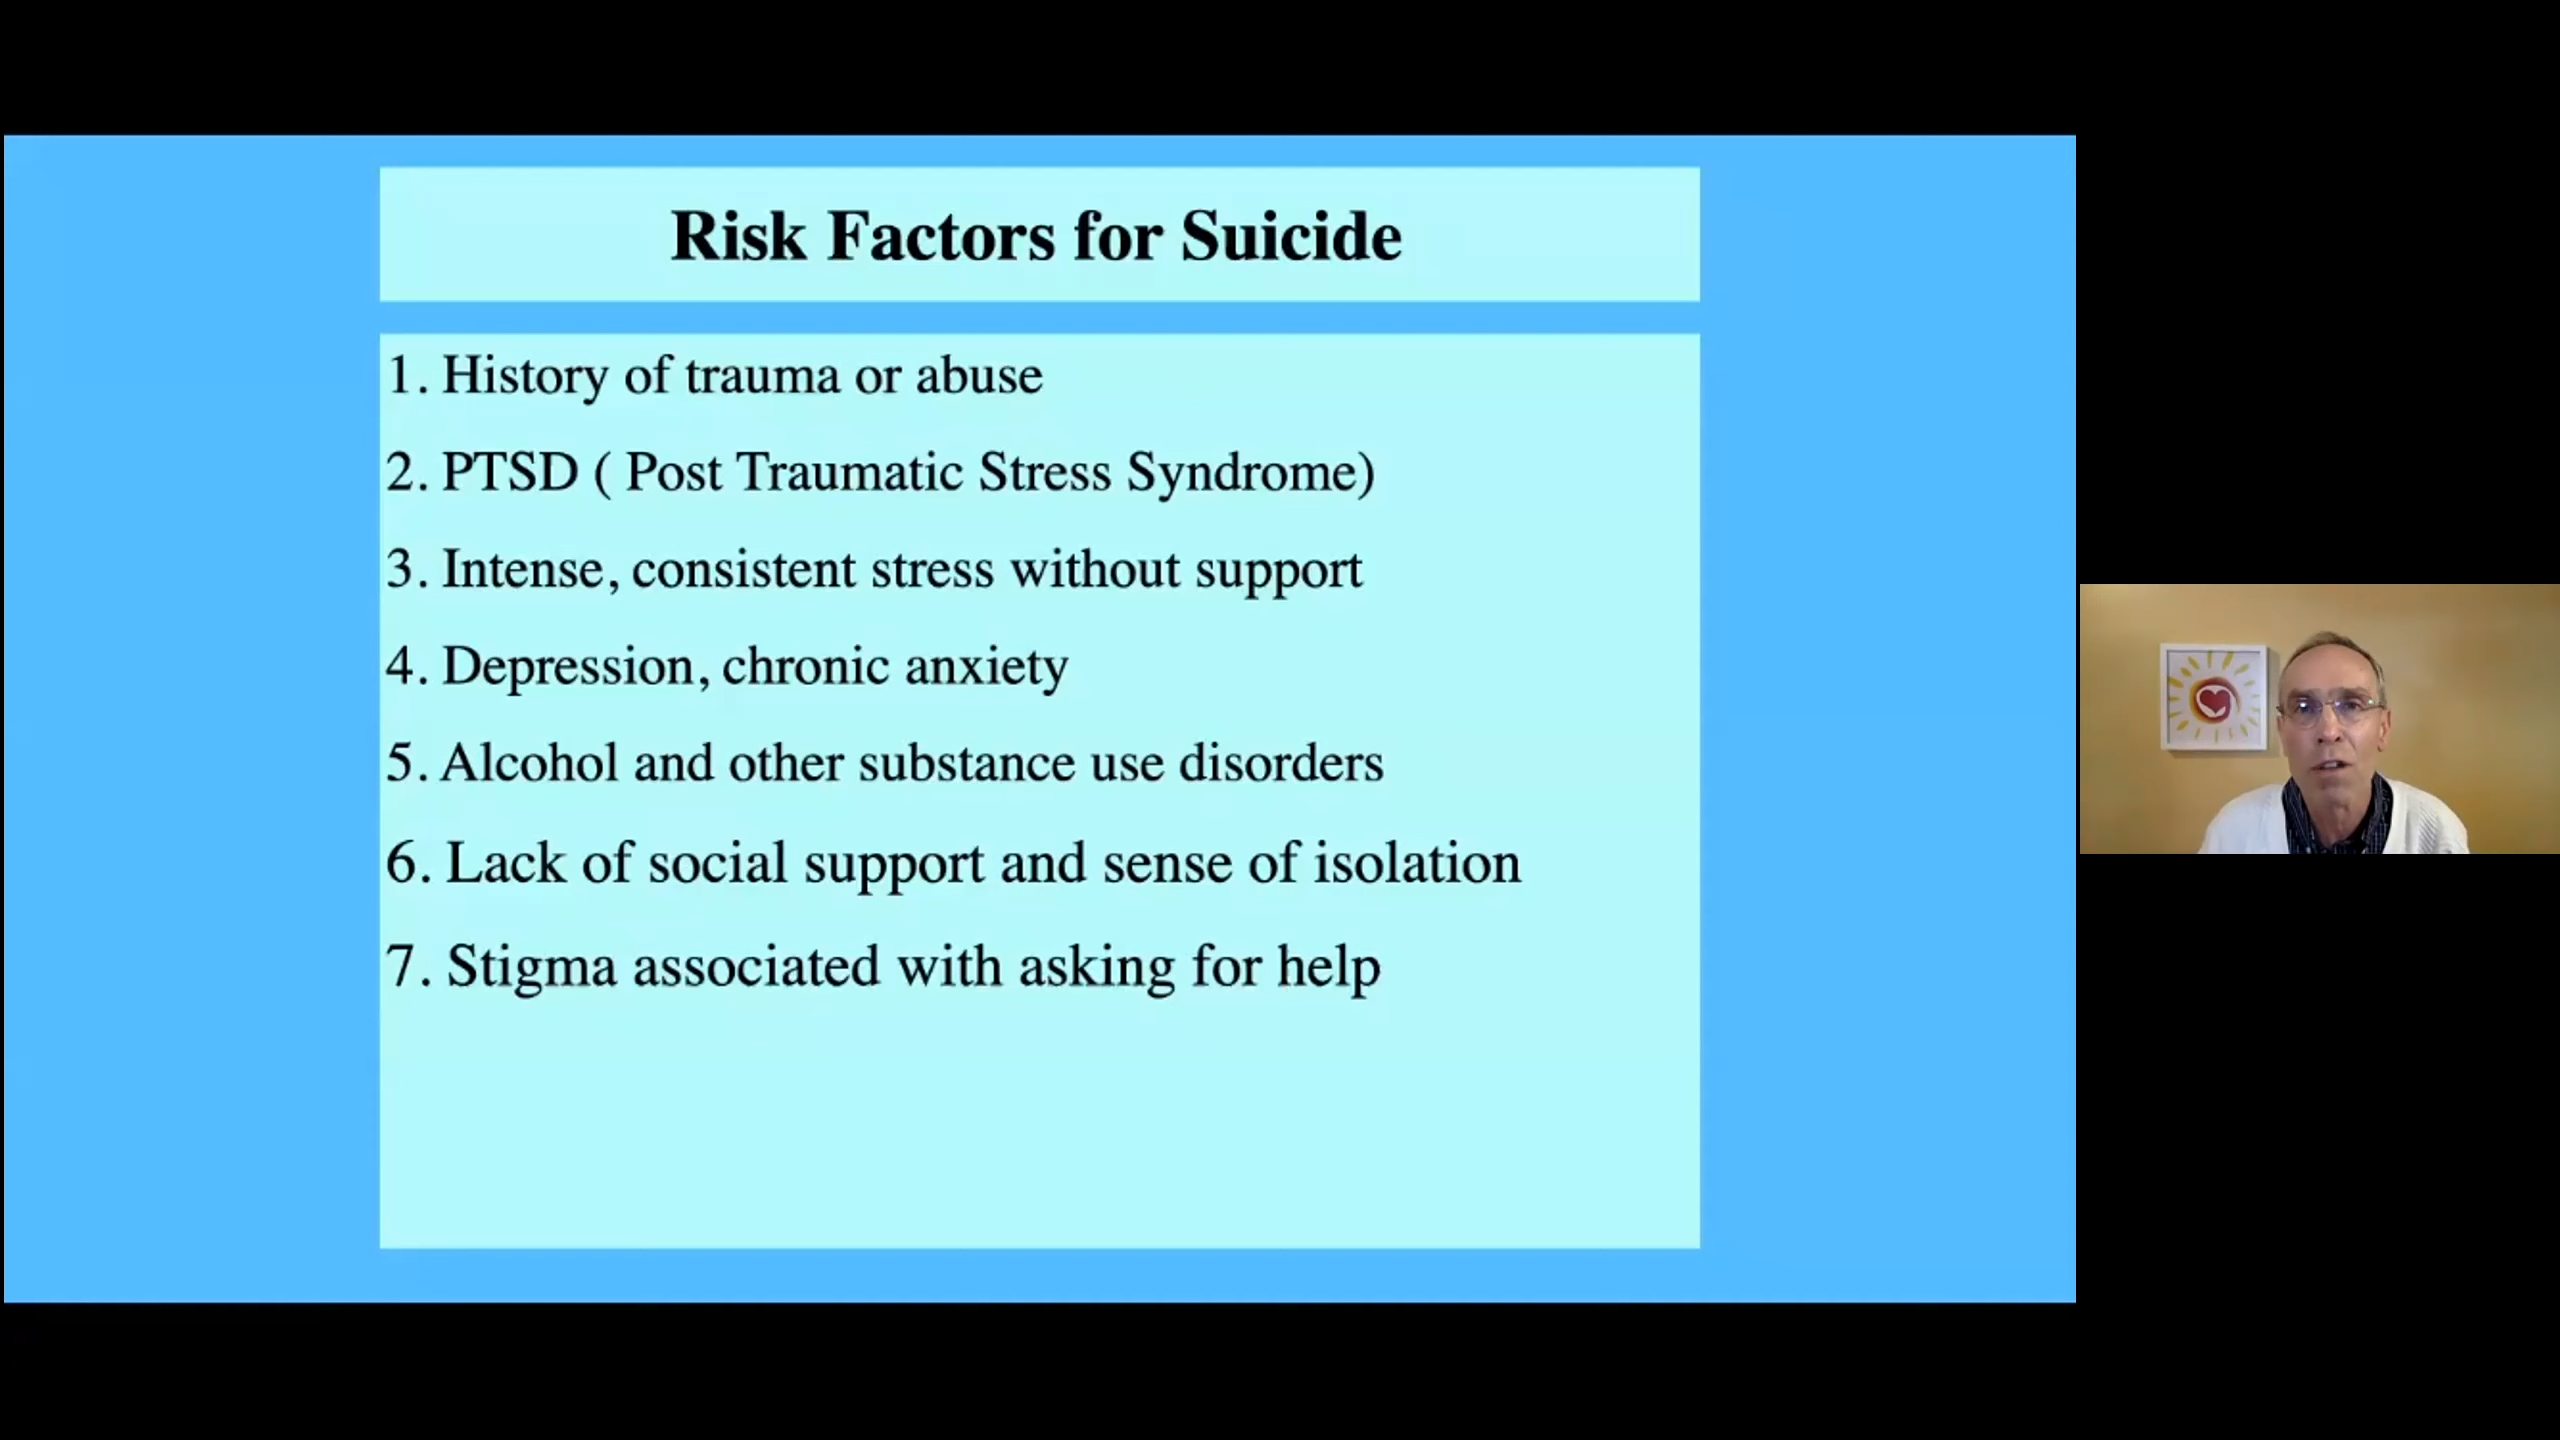 Risk Factors for Suicide
1. History of trauma or abuse
2. PTSD ( Post Traumatic Stress Syndrome)
3. Intense, consistent stress without support
4. Depression, chronic anxiety
5. Alcohol and other substance use disorders
6. Lack of social support and sense of isolation
7. Stigma associated with asking for help